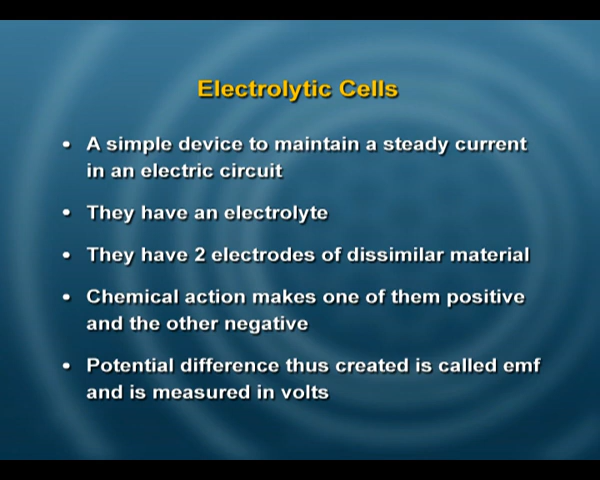 Electrolytic Cells
• A simple device to maintain a steady current
in an electric circuit
• They have an electrolyte
• They have 2 electrodes of dissimilar material
• Chemical action makes one of them positive
and the other negative
• Potential difference thus created is called emf
and is measured in volts